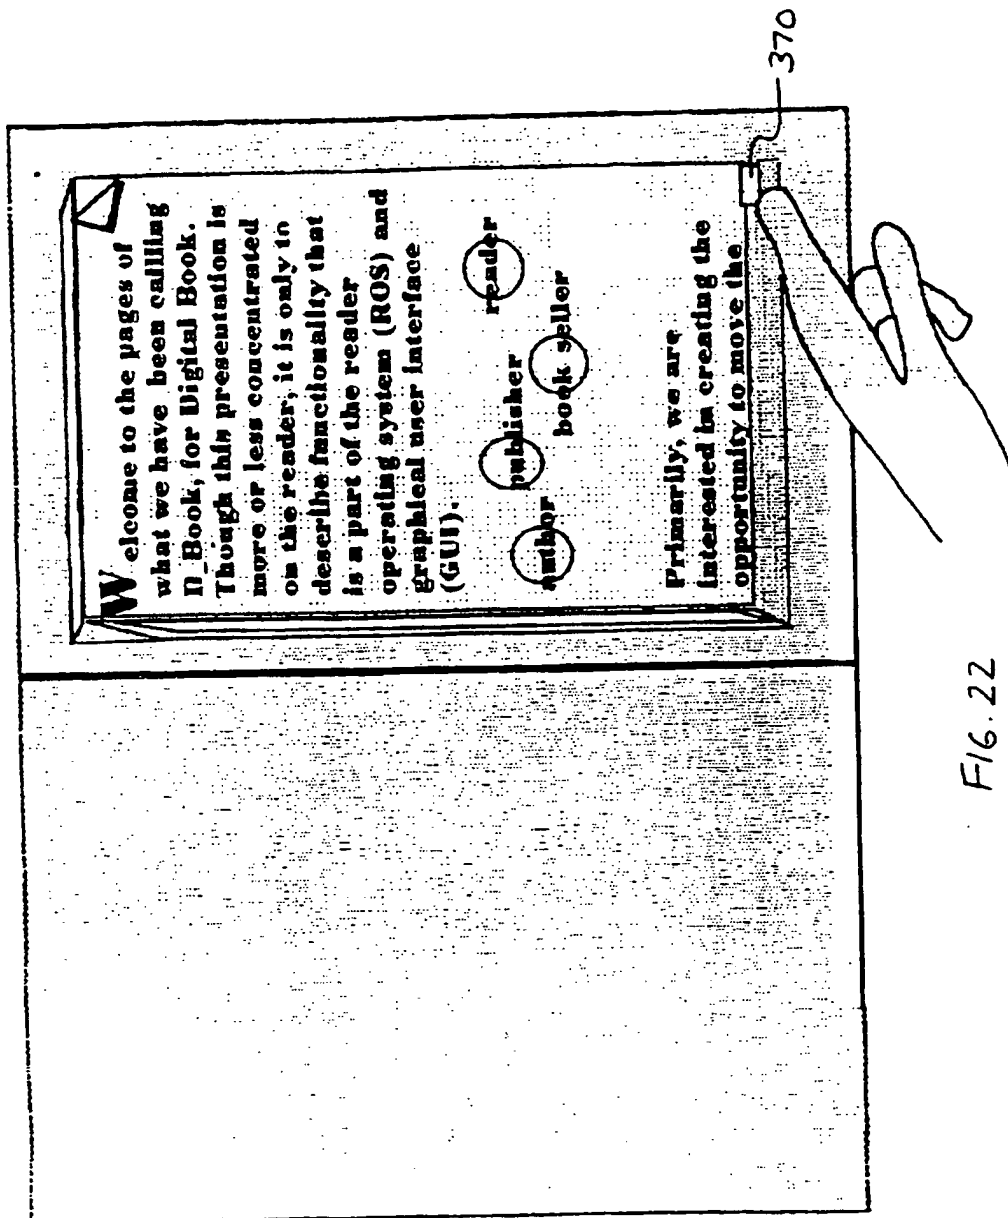 Welcome to the pages of
what we have been calling
D_Book, for Digital Book.
Though this presentation is
more or less concentrated
on the reader, it is only to
describe functionality that
is a part of the reader
operating system (ROS) and
graphical user interface
(GUI).
author
publisher
book seller
reader
Primarily, we are
interested in creating the
opportunity to move the
370
FIG. 22